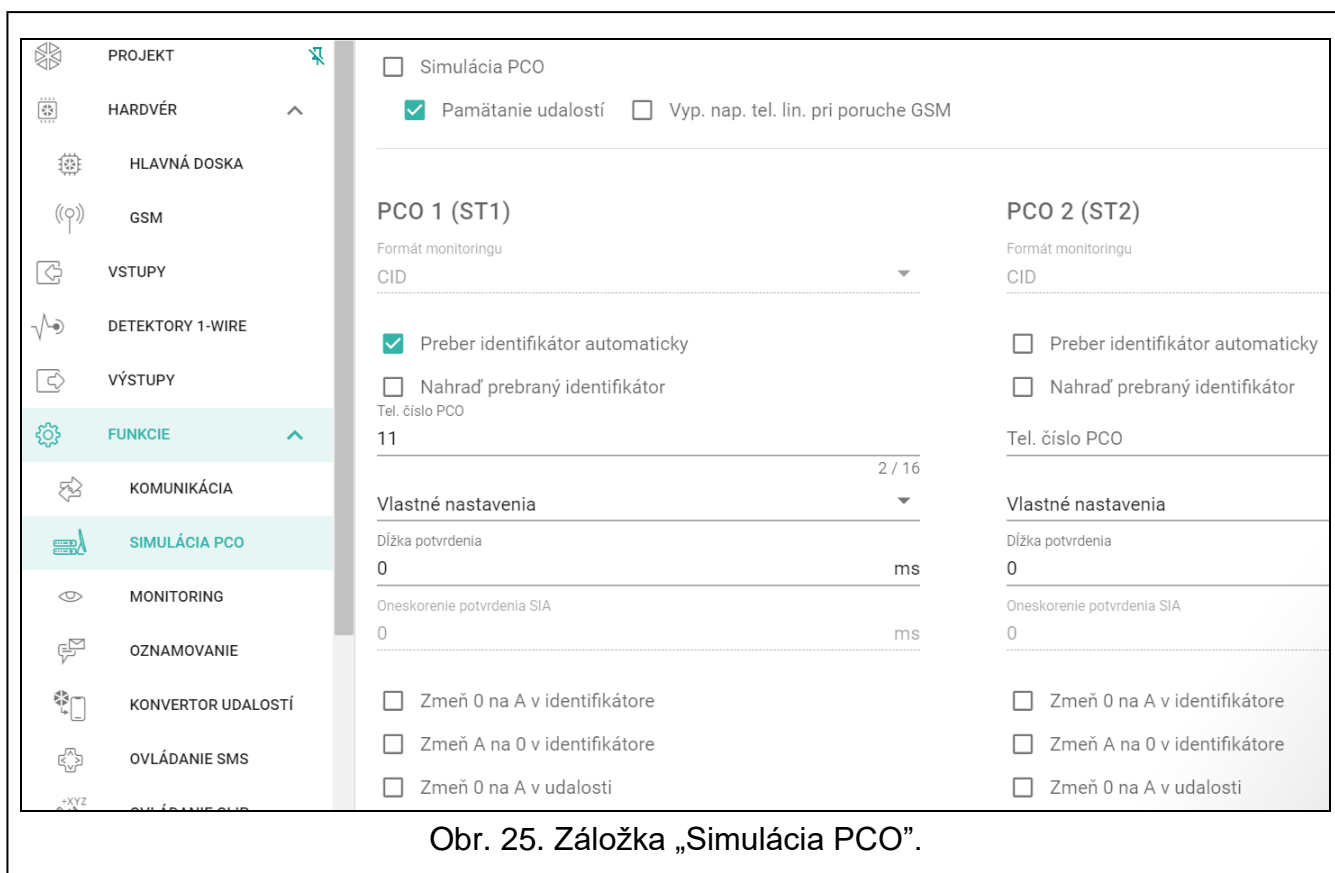 PROJEKT
HARDVÉR
HLAVNÁ DOSKA
GSM
VSTUPY
DETEKTORY 1-WIRE
VÝSTUPY
FUNKCIE
KOMUNIKÁCIA
SIMULÁCIA PCO
MONITORING
OZNAMOVANIE
KONVERTOR UDALOSTÍ
OVLÁDANIE SMS
+XYZ
Simulácia PCO
Pamätanie udalostí Vyp. nap. tel. lin. pri poruche GSM
PCO 1 (ST1)
Formát monitoringu
CID
Preber identifikátor automaticky
Nahraď prebraný identifikátor
Tel. číslo PCO
11
2 / 16
Vlastné nastavenia
Dĺžka potvrdenia
0 ms
Oneskorenie potvrdenia SIA
0 ms
Zmeň 0 na A v identifikátore
Zmeň A na 0 v identifikátore
Zmeň 0 na A v udalosti
PCO 2 (ST2)
Formát monitoringu
CID
Preber identifikátor automaticky
Nahraď prebraný identifikátor
Tel. číslo PCO
Vlastné nastavenia
Dĺžka potvrdenia
0
Oneskorenie potvrdenia SIA
0
Zmeň 0 na A v identifikátore
Zmeň A na 0 v identifikátore
Zmeň 0 na A v udalosti
Obr. 25. Záložka „Simulácia PCO”.